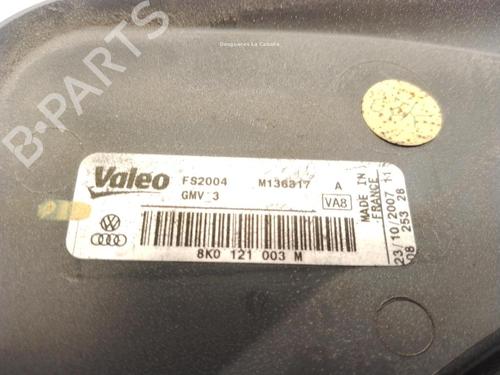 Desguaces La Cabaña
B-PARTS
Valeo FS2004 M136317 A
GMV 3 VA8
8K0 121 003 M
MADE IN
FRANCE
23/10/2007 11
08 253 28